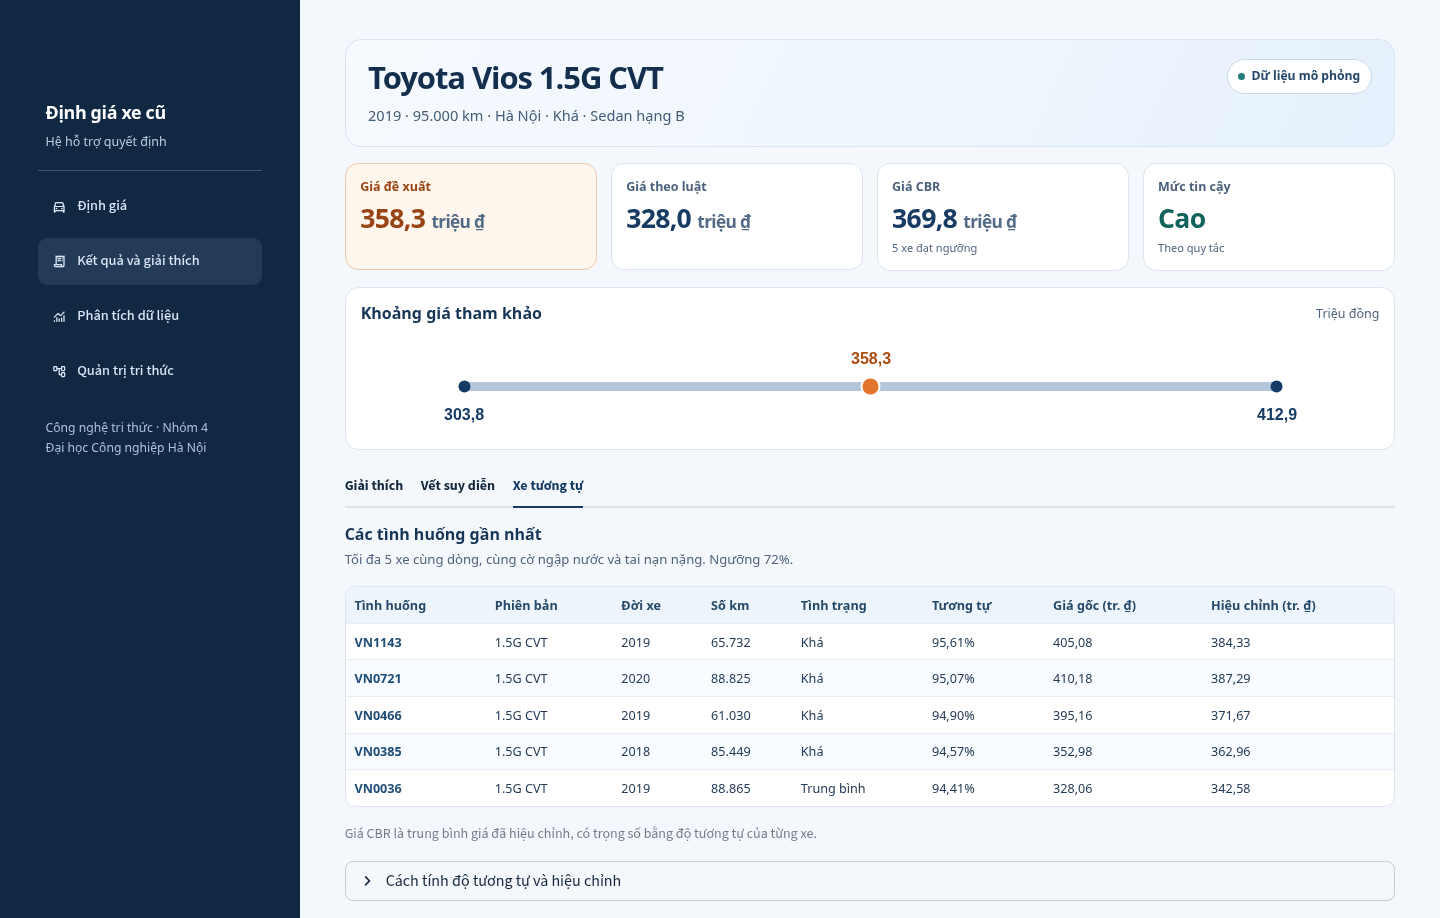 Định giá xe cũ
Hệ hỗ trợ quyết định
Định giá
Kết quả và giải thích
Phân tích dữ liệu
Quản trị tri thức
Công nghệ tri thức · Nhóm 4
Đại học Công nghiệp Hà Nội
Toyota Vios 1.5G CVT
Dữ liệu mô phỏng
2019 · 95.000 km · Hà Nội · Khá · Sedan hạng B
Giá đề xuất
358,3 triệu ₫
Giá theo luật
328,0 triệu ₫
Giá CBR
369,8 triệu ₫
5 xe đạt ngưỡng
Mức tin cậy
Cao
Theo quy tắc
Khoảng giá tham khảo
Triệu đồng
358,3
303,8
412,9
Giải thích Vết suy diễn Xe tương tự
Các tình huống gần nhất
Tối đa 5 xe cùng dòng, cùng cờ ngập nước và tai nạn nặng. Ngưỡng 72%.
Tình huống Phiên bản Đời xe Số km Tình trạng Tương tự Giá gốc (tr. ₫) Hiệu chỉnh (tr. ₫)
VN1143 1.5G CVT 2019 65.732 Khá 95,61% 405,08 384,33
VN0721 1.5G CVT 2020 88.825 Khá 95,07% 410,18 387,29
VN0466 1.5G CVT 2019 61.030 Khá 94,90% 395,16 371,67
VN0385 1.5G CVT 2018 85.449 Khá 94,57% 352,98 362,96
VN0036 1.5G CVT 2019 88.865 Trung bình 94,41% 328,06 342,58
Giá CBR là trung bình giá đã hiệu chỉnh, có trọng số bằng độ tương tự của từng xe.
Cách tính độ tương tự và hiệu chỉnh